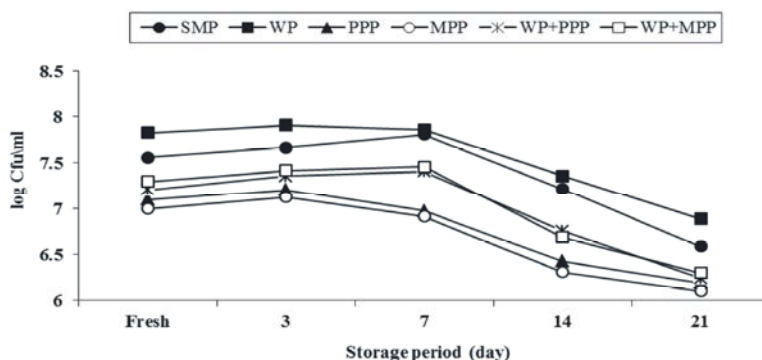 SMP WP PPP MPP WP+PPP WP+MPP
8.5
8
7.5
7
6.5
6
log Cfu\ml
Fresh 3 7 14 21
Storage period (day)